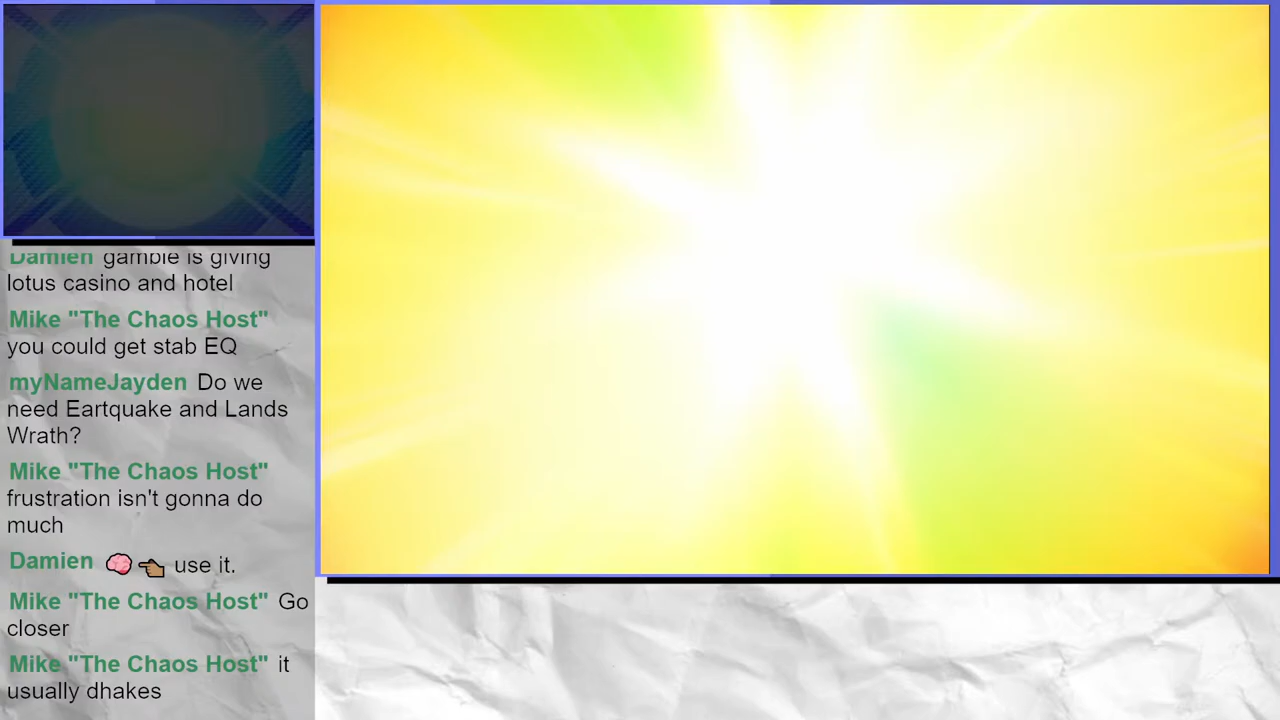 Damien gamble is giving
lotus casino and hotel
Mike "The Chaos Host"
you could get stab EQ
myNameJayden Do we
need Eartquake and Lands
Wrath?
Mike "The Chaos Host"
frustration isn't gonna do
much
Damien 🧠👈🏽 use it.
Mike "The Chaos Host" Go
closer
Mike "The Chaos Host" it
usually dhakes